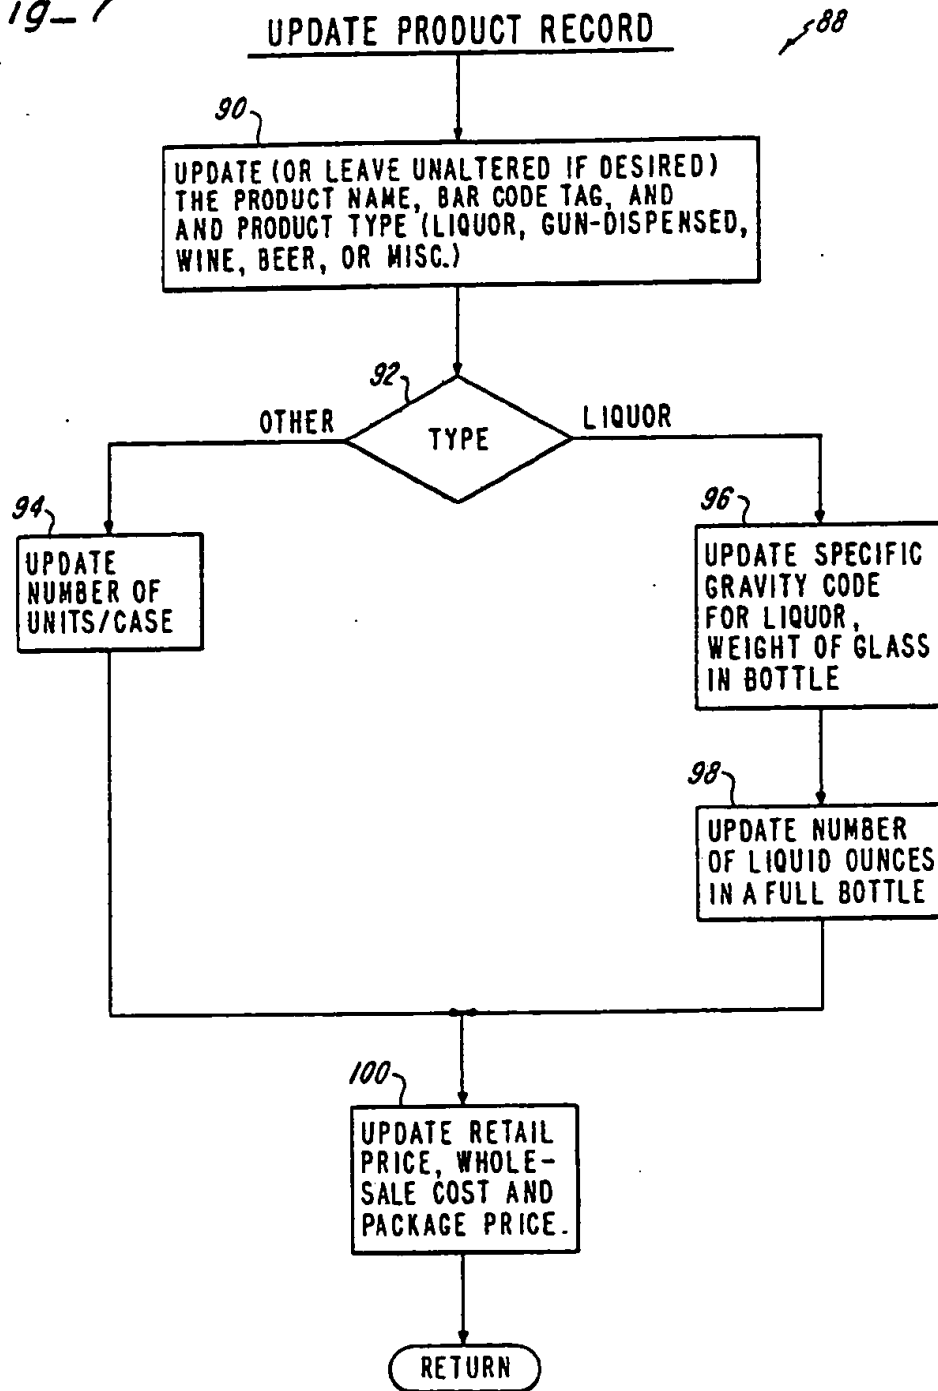 ig-7
UPDATE PRODUCT RECORD
88
90
UPDATE (OR LEAVE UNALTERED IF DESIRED)
THE PRODUCT NAME, BAR CODE TAG, AND
AND PRODUCT TYPE (LIQUOR, GUN-DISPENSED,
WINE, BEER, OR MISC.)
92
OTHER
TYPE
LIQUOR
94
UPDATE
NUMBER OF
UNITS/CASE
96
UPDATE SPECIFIC
GRAVITY CODE
FOR LIQUOR,
WEIGHT OF GLASS
IN BOTTLE
98
UPDATE NUMBER
OF LIQUID OUNCES
IN A FULL BOTTLE
100
UPDATE RETAIL
PRICE, WHOLE-
SALE COST AND
PACKAGE PRICE.
RETURN